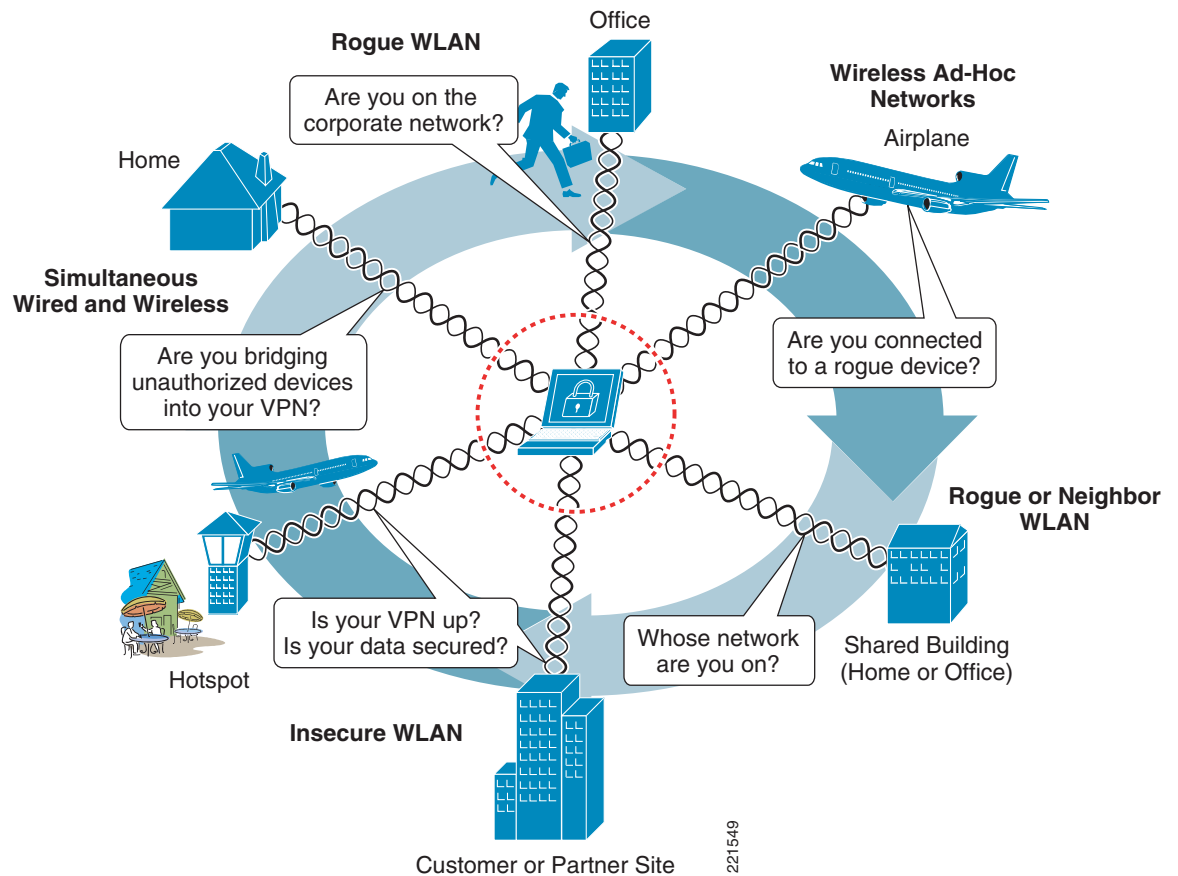 Office
Rogue WLAN
Wireless Ad-Hoc
Networks
Are you on the
corporate network?
Airplane
Home
Simultaneous
Wired and Wireless
Are you bridging
unauthorized devices
into your VPN?
Are you connected
to a rogue device?
Rogue or Neighbor
WLAN
Is your VPN up?
Is your data secured?
Whose network
are you on?
Shared Building
(Home or Office)
Hotspot
Insecure WLAN
Customer or Partner Site
221549